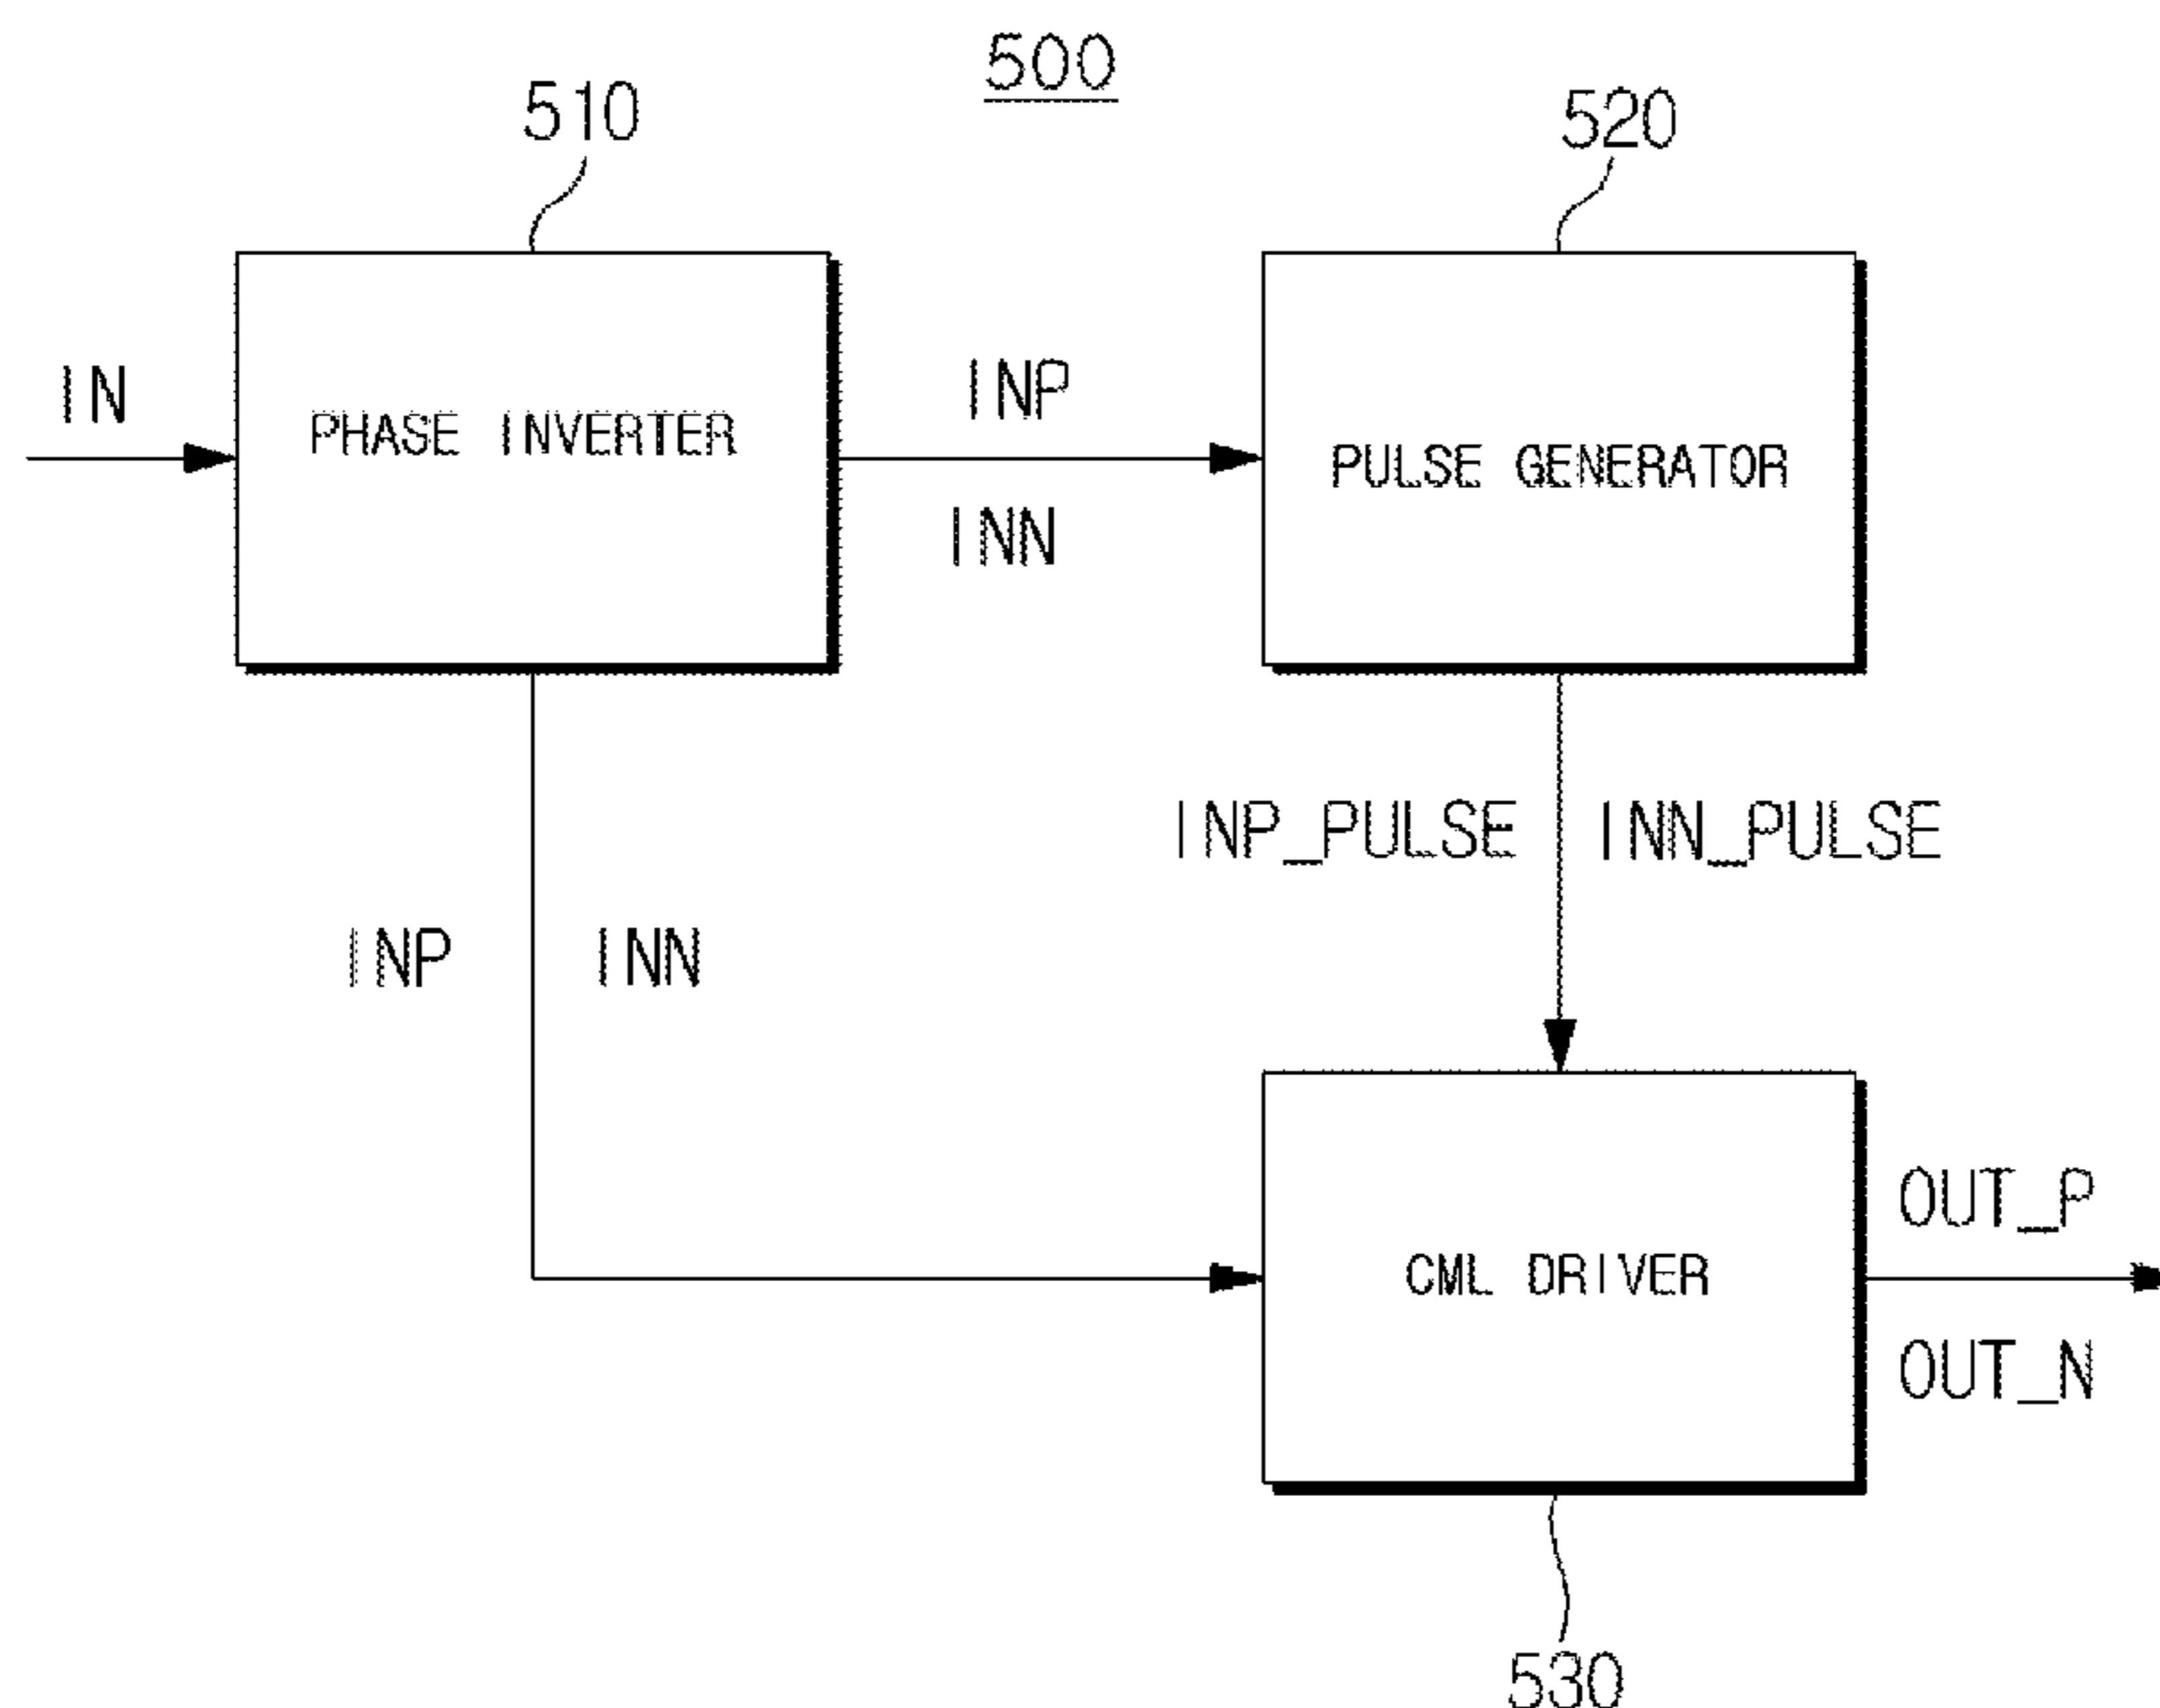 500
510
520
IN
PHASE INVERTER
INP
INN
PULSE GENERATOR
INP_PULSE
INN_PULSE
INP
INN
CML DRIVER
OUT_P
OUT_N
530